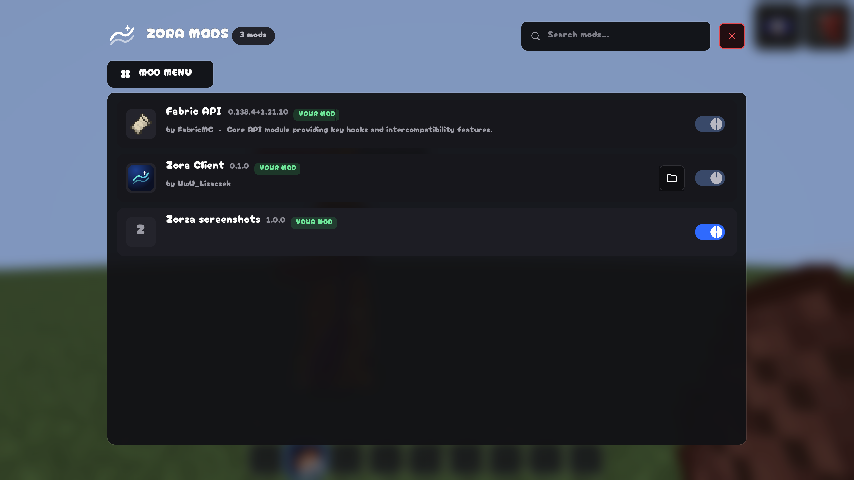 ZORA MODS 3 mods
Search mods...
MOD MENU
Fabric API 0.138.4+1.21.10 YOUR MOD
by FabricMC - Core API module providing key hooks and intercompatibility features.
Zora Client 0.1.0 YOUR MOD
Zorza screenshots 1.0.0 YOUR MOD
Z